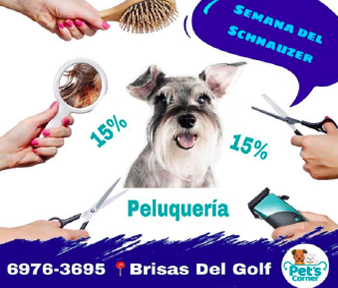 Semana del
Schnauzer
15%
15%
Peluquería
6976-3695 Brisas Del Golf
Pet's
Corner